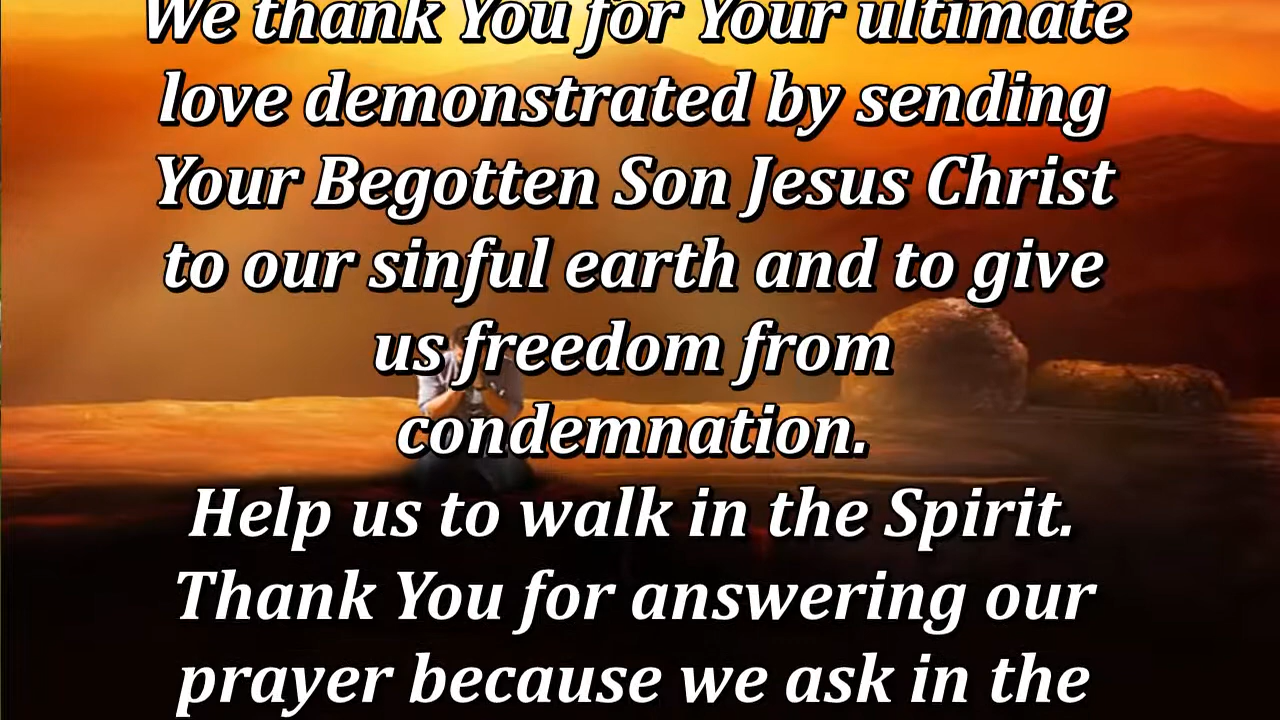 We thank You for Your ultimate
love demonstrated by sending
Your Begotten Son Jesus Christ
to our sinful earth and to give
us freedom from
condemnation.
Help us to walk in the Spirit.
Thank You for answering our
prayer because we ask in the